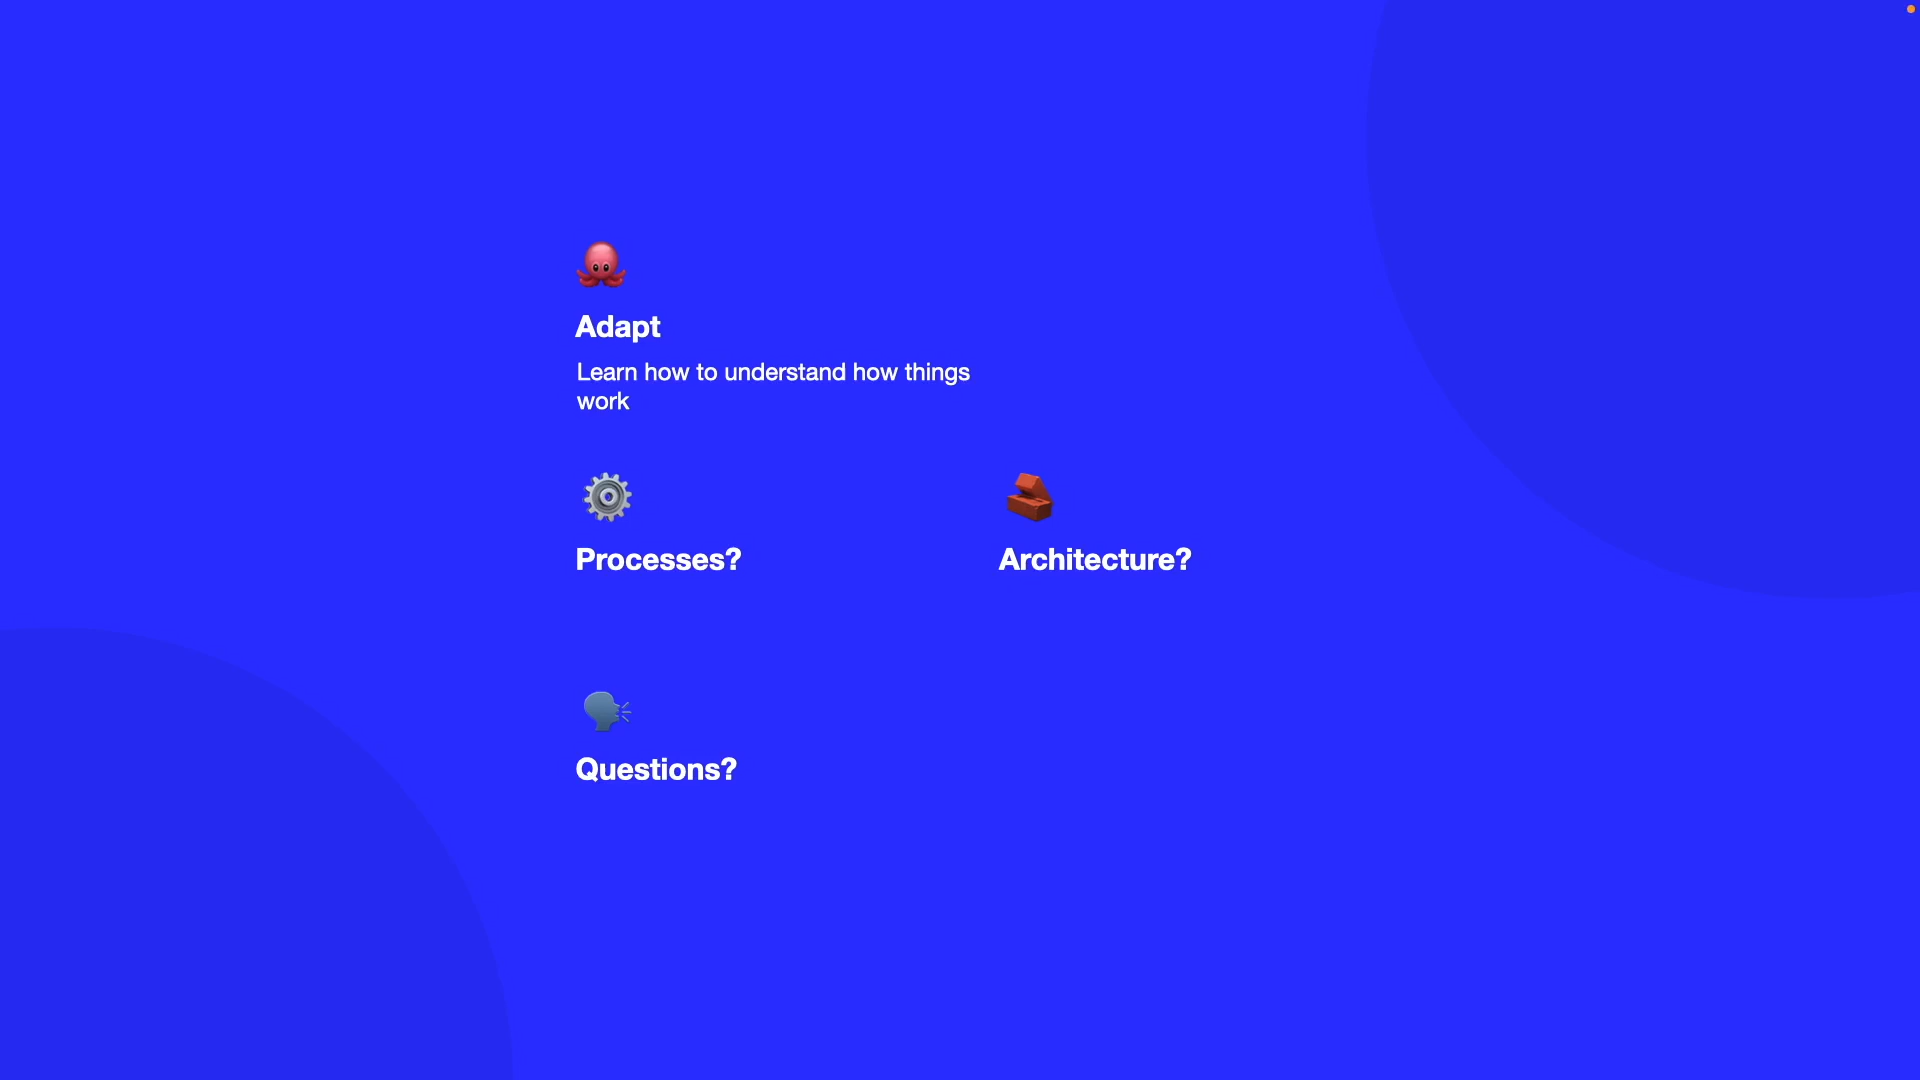 Adapt
Learn how to understand how things
work
Processes?
Architecture?
Questions?